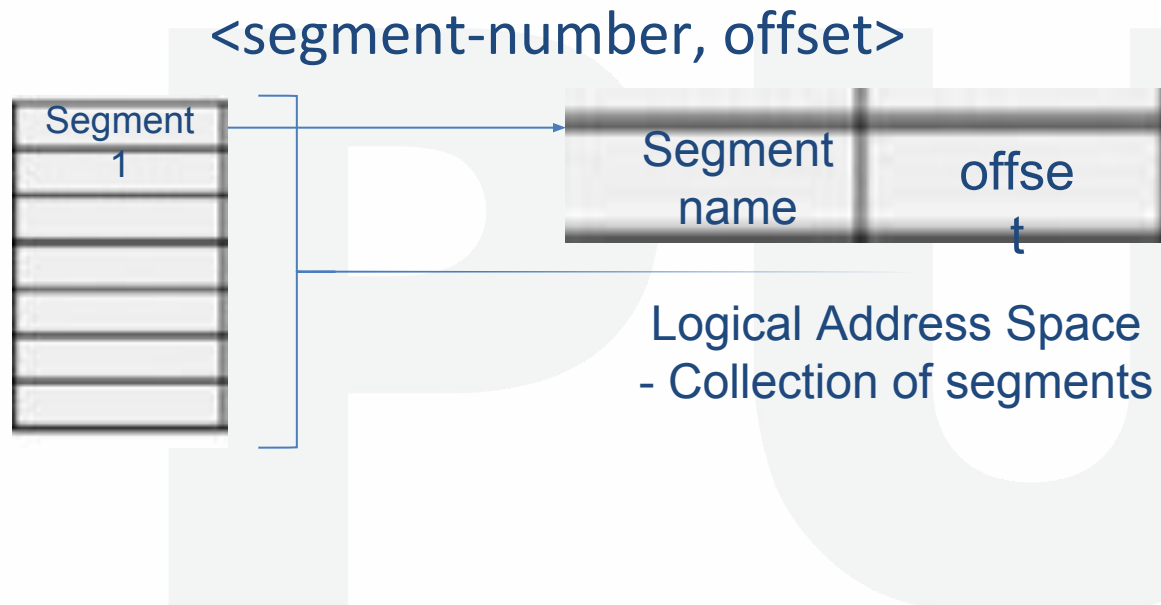 <segment-number, offset>
Segment
1
Segment
name
offse
t
Logical Address Space
- Collection of segments